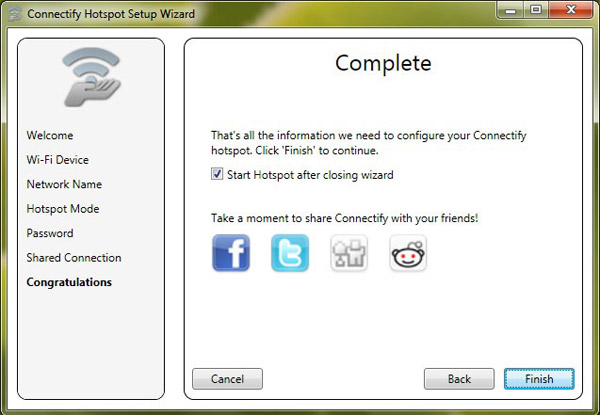 Connectify Hotspot Setup Wizard
Welcome
Wi-Fi Device
Network Name
Hotspot Mode
Password
Shared Connection
Congratulations
Complete
That's all the information we need to configure your Connectify
hotspot. Click 'Finish' to continue.
Start Hotspot after closing wizard
Take a moment to share Connectify with your friends!
f
t
Cancel
Back
Finish